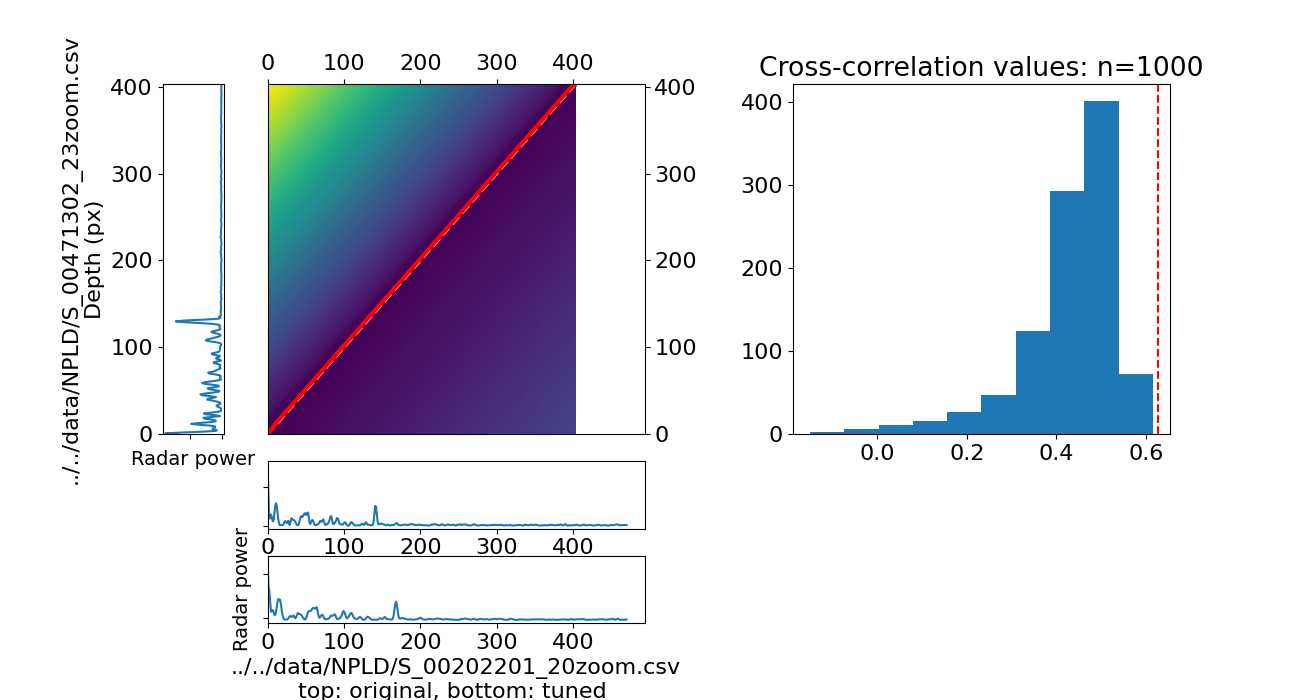 0 100 200 300 400
Cross-correlation values: n=1000
../../data/NPLD/S_00471302_23zoom.csv
Depth (px)
400
300
200
100
0
Radar power
400
300
200
100
0
400
300
200
100
0
0.0 0.2 0.4 0.6
0 100 200 300 400
Radar power
0 100 200 300 400
../../data/NPLD/S_00202201_20zoom.csv
top: original, bottom: tuned